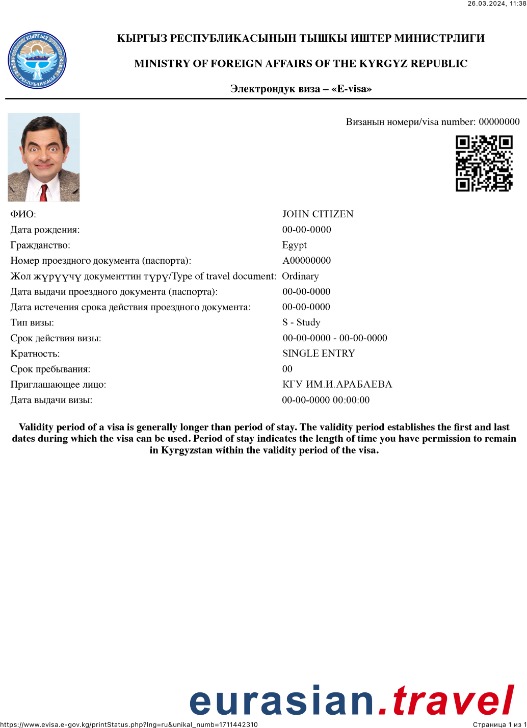 26.03.2024, 11:38
КЫРГЫЗ РЕСПУБЛИКАСЫНЫН ТЫШКЫ ИШТЕР МИНИСТРЛИГИ
MINISTRY OF FOREIGN AFFAIRS OF THE KYRGYZ REPUBLIC
Электрондук виза – «E-visa»
Визанын номери/visa number: 00000000
ФИО: JOHN CITIZEN
Дата рождения: 00-00-0000
Гражданство: Egypt
Номер проездного документа (паспорта): A00000000
Жол жүрүүчү документтин түрү/Type of travel document: Ordinary
Дата выдачи проездного документа (паспорта): 00-00-0000
Дата истечения срока действия проездного документа: 00-00-0000
Тип визы: S - Study
Срок действия визы: 00-00-0000 - 00-00-0000
Кратность: SINGLE ENTRY
Срок пребывания: 00
Приглашающее лицо: КГУ ИМ.И.АРАБАЕВА
Дата выдачи визы: 00-00-0000 00:00:00
Validity period of a visa is generally longer than period of stay. The validity period establishes the first and last
dates during which the visa can be used. Period of stay indicates the length of time you have permission to remain
in Kyrgyzstan within the validity period of the visa.
eurasian.travel
https://www.evisa.e-gov.kg/printStatus.php?lng=ru&unikal_numb=1711442310
Страница 1 из 1